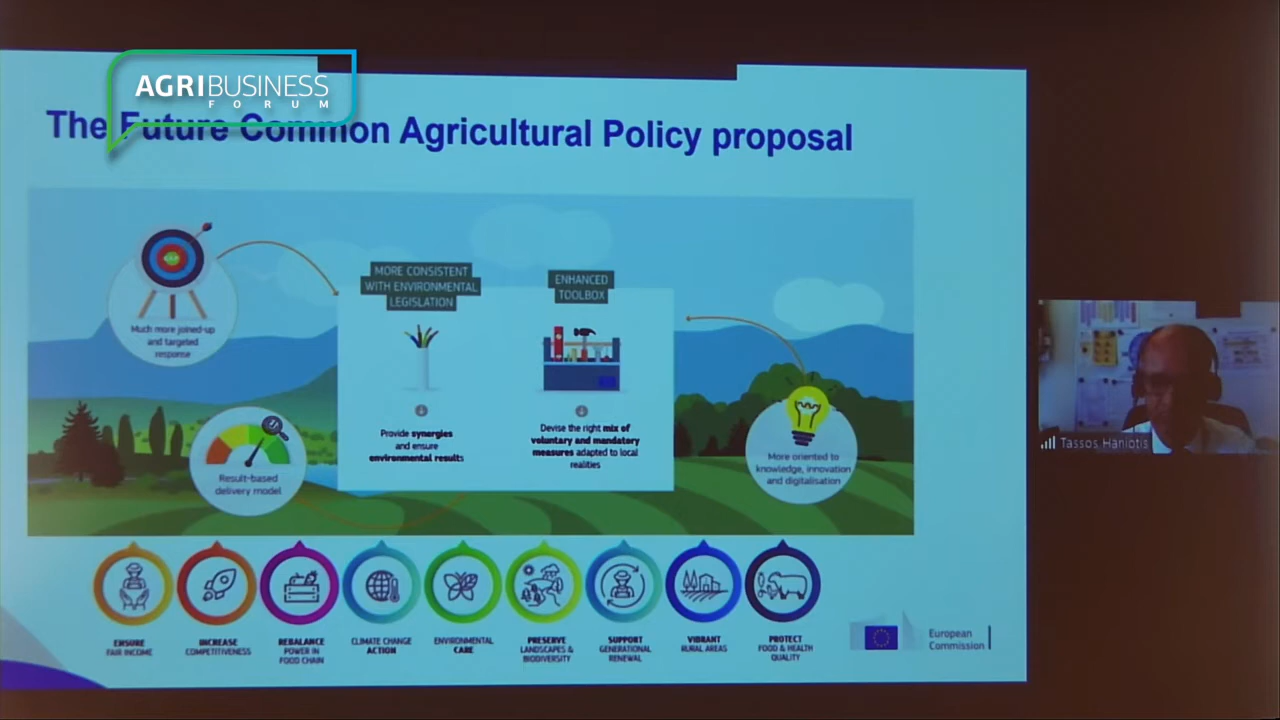 AGRIBUSINESS
FORUM
The Future Common Agricultural Policy proposal
CAP
Much more joined-up
and targeted
response
MORE CONSISTENT
WITH ENVIRONMENTAL
LEGISLATION
ENHANCED
TOOLBOX
Provide synergies
and ensure
environmental results
Devise the right mix of
voluntary and mandatory
measures adapted to local
realities
Result-based
delivery model
More oriented to
knowledge, innovation
and digitalisation
Tassos Haniotis
ENSURE
FAIR INCOME
INCREASE
COMPETITIVENESS
REBALANCE
POWER IN
FOOD CHAIN
CLIMATE CHANGE
ACTION
ENVIRONMENTAL
CARE
PRESERVE
LANDSCAPES &
BIODIVERSITY
SUPPORT
GENERATIONAL
RENEWAL
VIBRANT
RURAL AREAS
PROTECT
FOOD & HEALTH
QUALITY
European
Commission